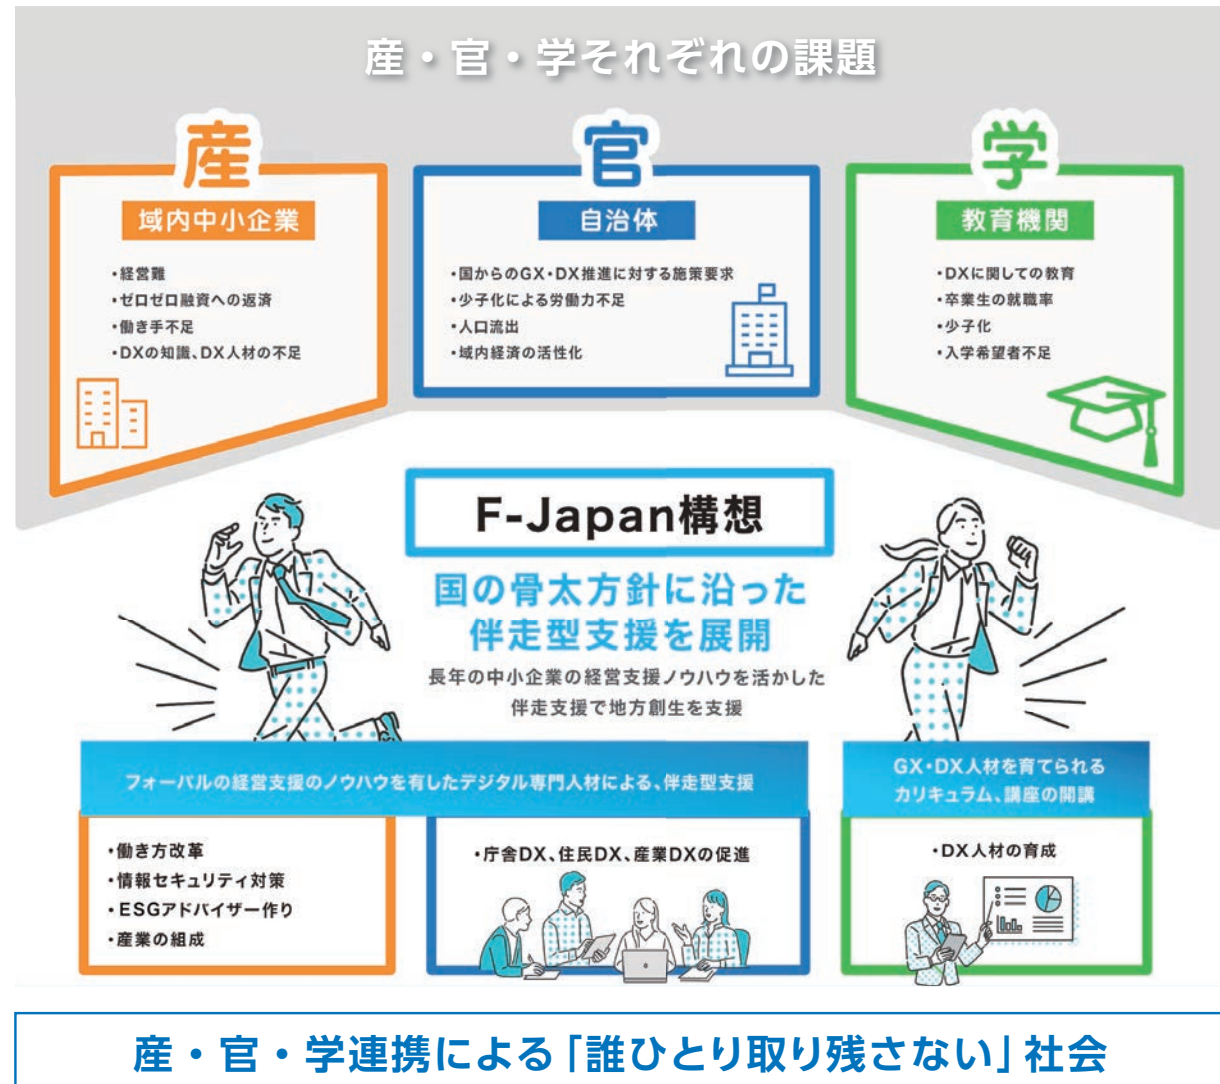 産・官・学それぞれの課題
産
域内中小企業
・経営難
・ゼロゼロ融資への返済
・働き手不足
・DXの知識、DX人材の不足
官
自治体
・国からのGX・DX推進に対する施策要求
・少子化による労働力不足
・人口流出
・域内経済の活性化
学
教育機関
・DXに関しての教育
・卒業生の就職率
・少子化
・入学希望者不足
F-Japan構想
国の骨太方針に沿った
伴走型支援を展開
長年の中小企業の経営支援ノウハウを活かした
伴走支援で地方創生を支援
フォーバルの経営支援のノウハウを有したデジタル専門人材による、伴走型支援
・働き方改革
・情報セキュリティ対策
・ESGアドバイザー作り
・産業の組成
・庁舎DX、住民DX、産業DXの促進
GX・DX人材を育てられる
カリキュラム、講座の開講
・DX人材の育成
産・官・学連携による「誰ひとり取り残さない」社会